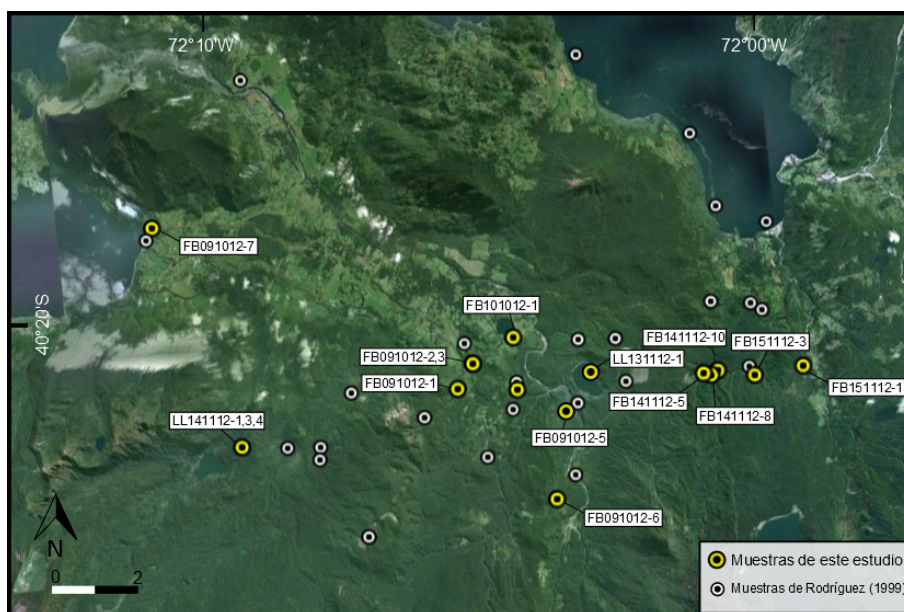 72°10'W
72°00'W
FB091012-7
40°20'S
FB101012-1
FB141112-10
FB151112-3
LL131112-1
FB091012-2,3
FB091012-1
FB141112-5
FB151112-1
FB141112-8
LL141112-1,3,4
FB091012-5
FB091012-6
N
0 2
Muestras de este estudio
Muestras de Rodríguez (1999)